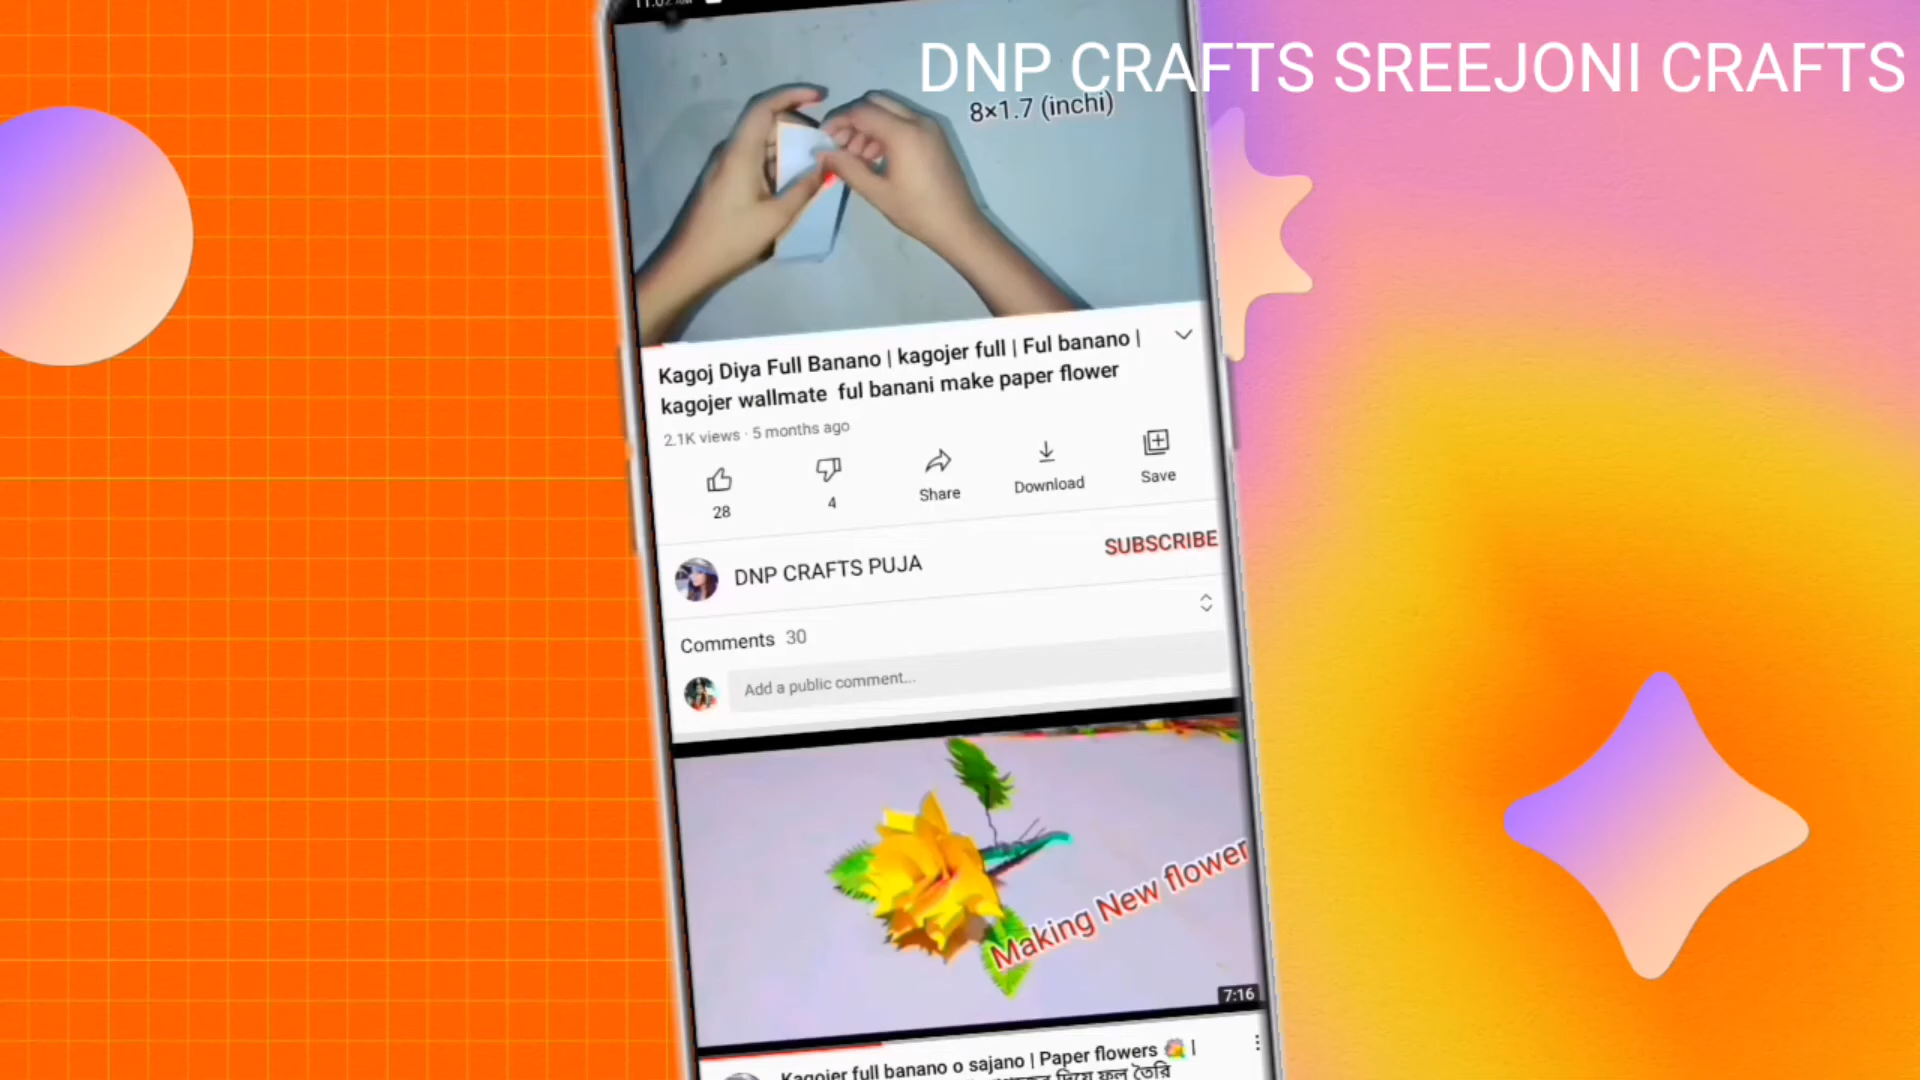 DNP CRAFTS SREEJONI CRAFTS
8×1.7 (inchi)
Kagoj Diya Full Banano | kagojer full | Ful banano |
kagojer wallmate ful banani make paper flower
2.1K views · 5 months ago
28
4
Share
Download
Save
DNP CRAFTS PUJA
SUBSCRIBE
Comments 30
Add a public comment...
Making New flower
7:16
Kagojer full banano o sajano | Paper flowers 💐 |
দিয়ে ফুল তৈরি